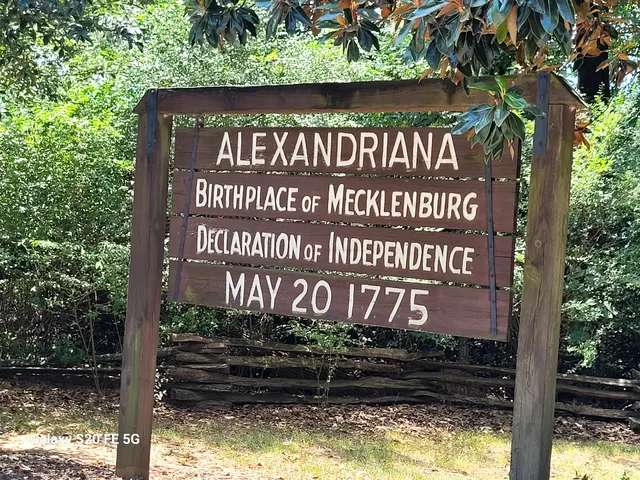 ALEXANDRIANA
BIRTHPLACE OF MECKLENBURG
DECLARATION OF INDEPENDENCE
MAY 20 1775
Galaxy S20 FE 5G